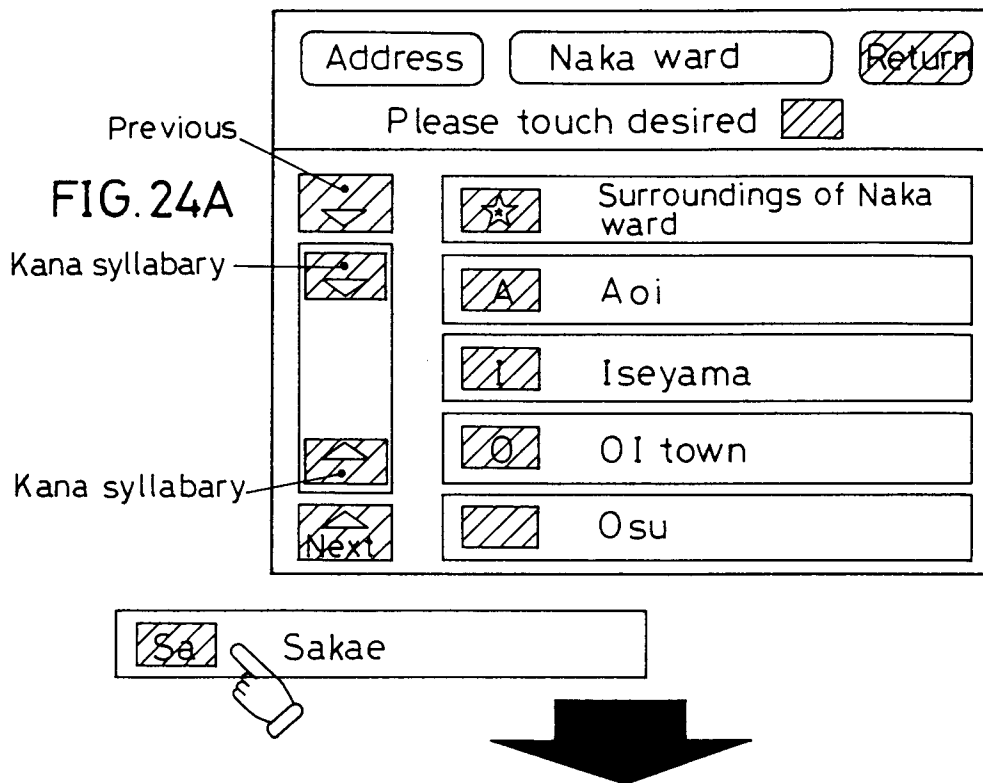 Address
Naka ward
Return
Please touch desired
Previous
FIG. 24A
Kana syllabary
Surroundings of Naka
ward
A Aoi
I Iseyama
O OI town
Kana syllabary
Osu
Next
Sa Sakae